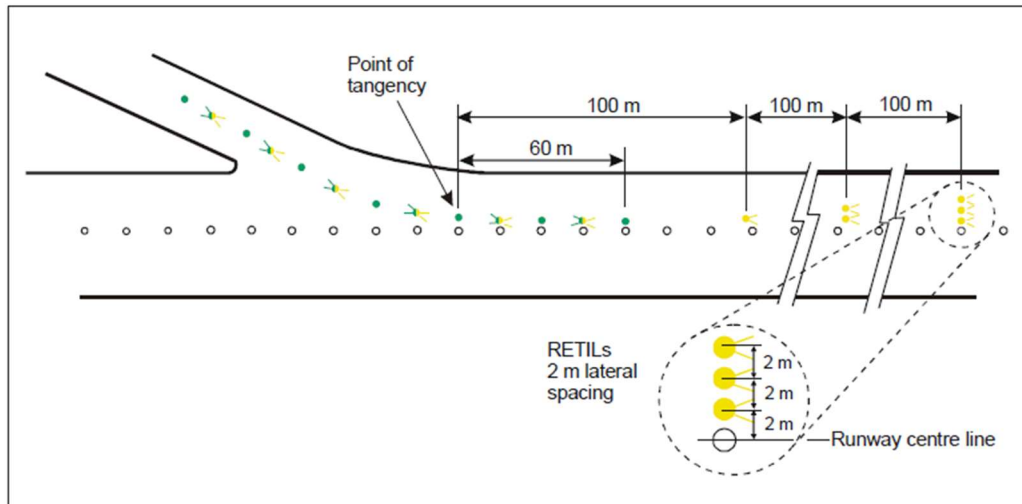 Point of
tangency
100 m
100 m
100 m
60 m
RETILs
2 m lateral
spacing
2 m
2 m
2 m
Runway centre line